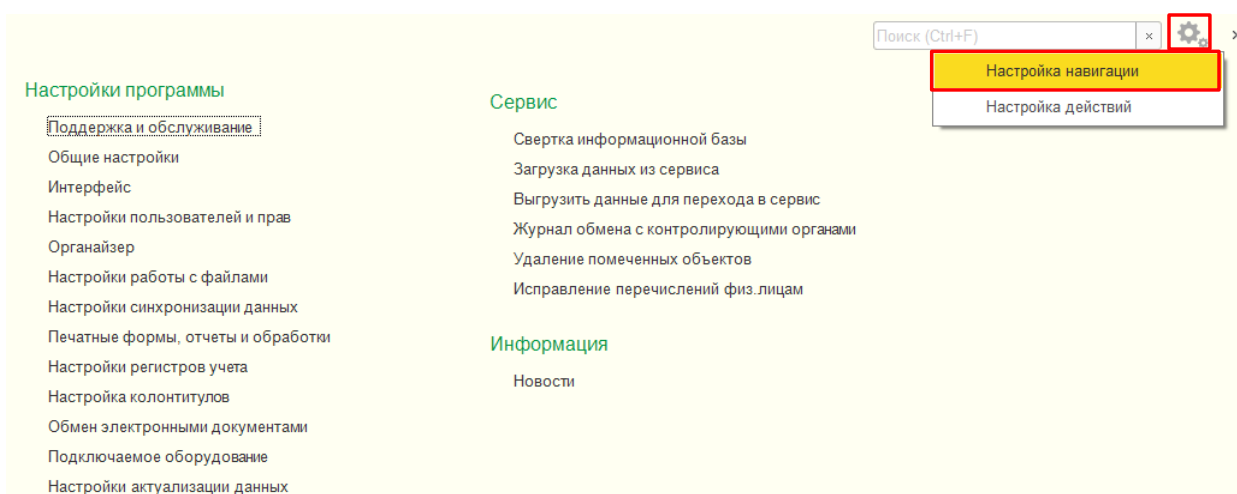 Поиск (Ctrl+F)
×
Настройка навигации
Настройка действий
Настройки программы
Поддержка и обслуживание
Общие настройки
Интерфейс
Настройки пользователей и прав
Органайзер
Настройки работы с файлами
Настройки синхронизации данных
Печатные формы, отчеты и обработки
Настройки регистров учета
Настройка колонтитулов
Обмен электронными документами
Подключаемое оборудование
Настройки актуализации данных
Сервис
Свертка информационной базы
Загрузка данных из сервиса
Выгрузить данные для перехода в сервис
Журнал обмена с контролирующими органами
Удаление помеченных объектов
Исправление перечислений физ.лицам
Информация
Новости